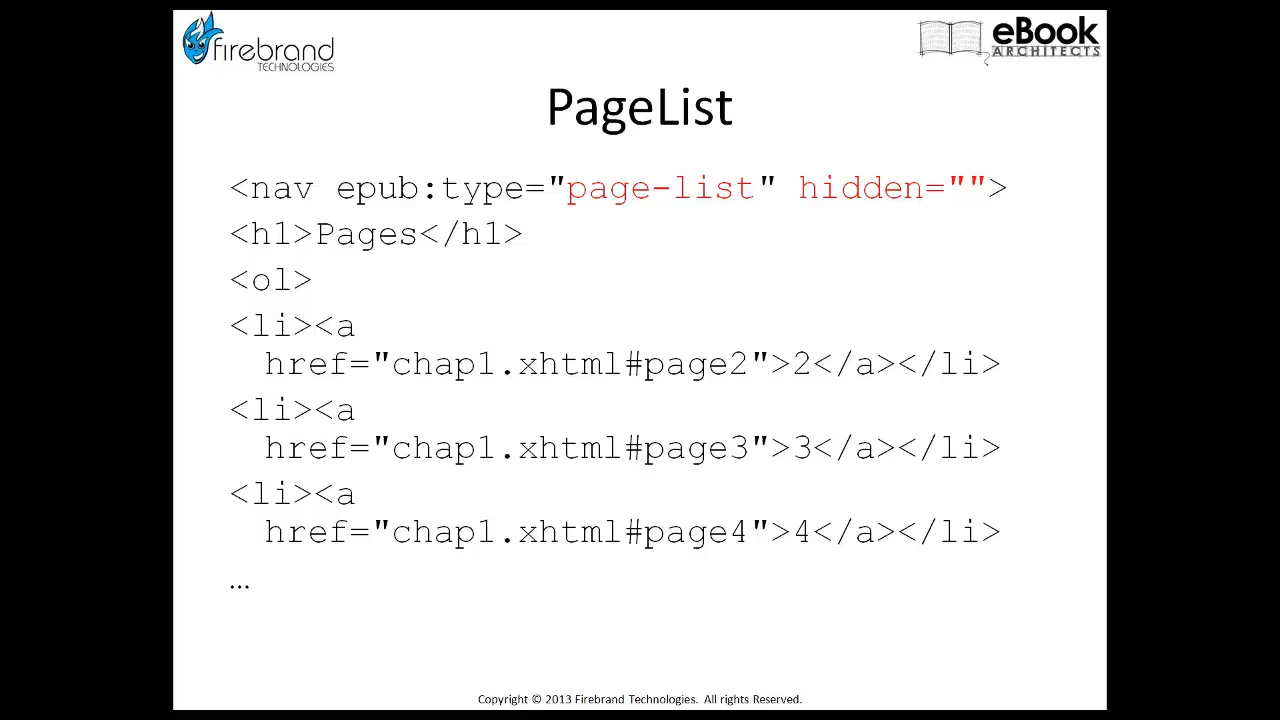 firebrand
TECHNOLOGIES
eBook
ARCHITECTS
PageList
<nav epub:type="page-list" hidden="">
<h1>Pages</h1>
<ol>
<li><a
href="chap1.xhtml#page2">2</a></li>
<li><a
href="chap1.xhtml#page3">3</a></li>
<li><a
href="chap1.xhtml#page4">4</a></li>
…
Copyright © 2013 Firebrand Technologies. All rights Reserved.